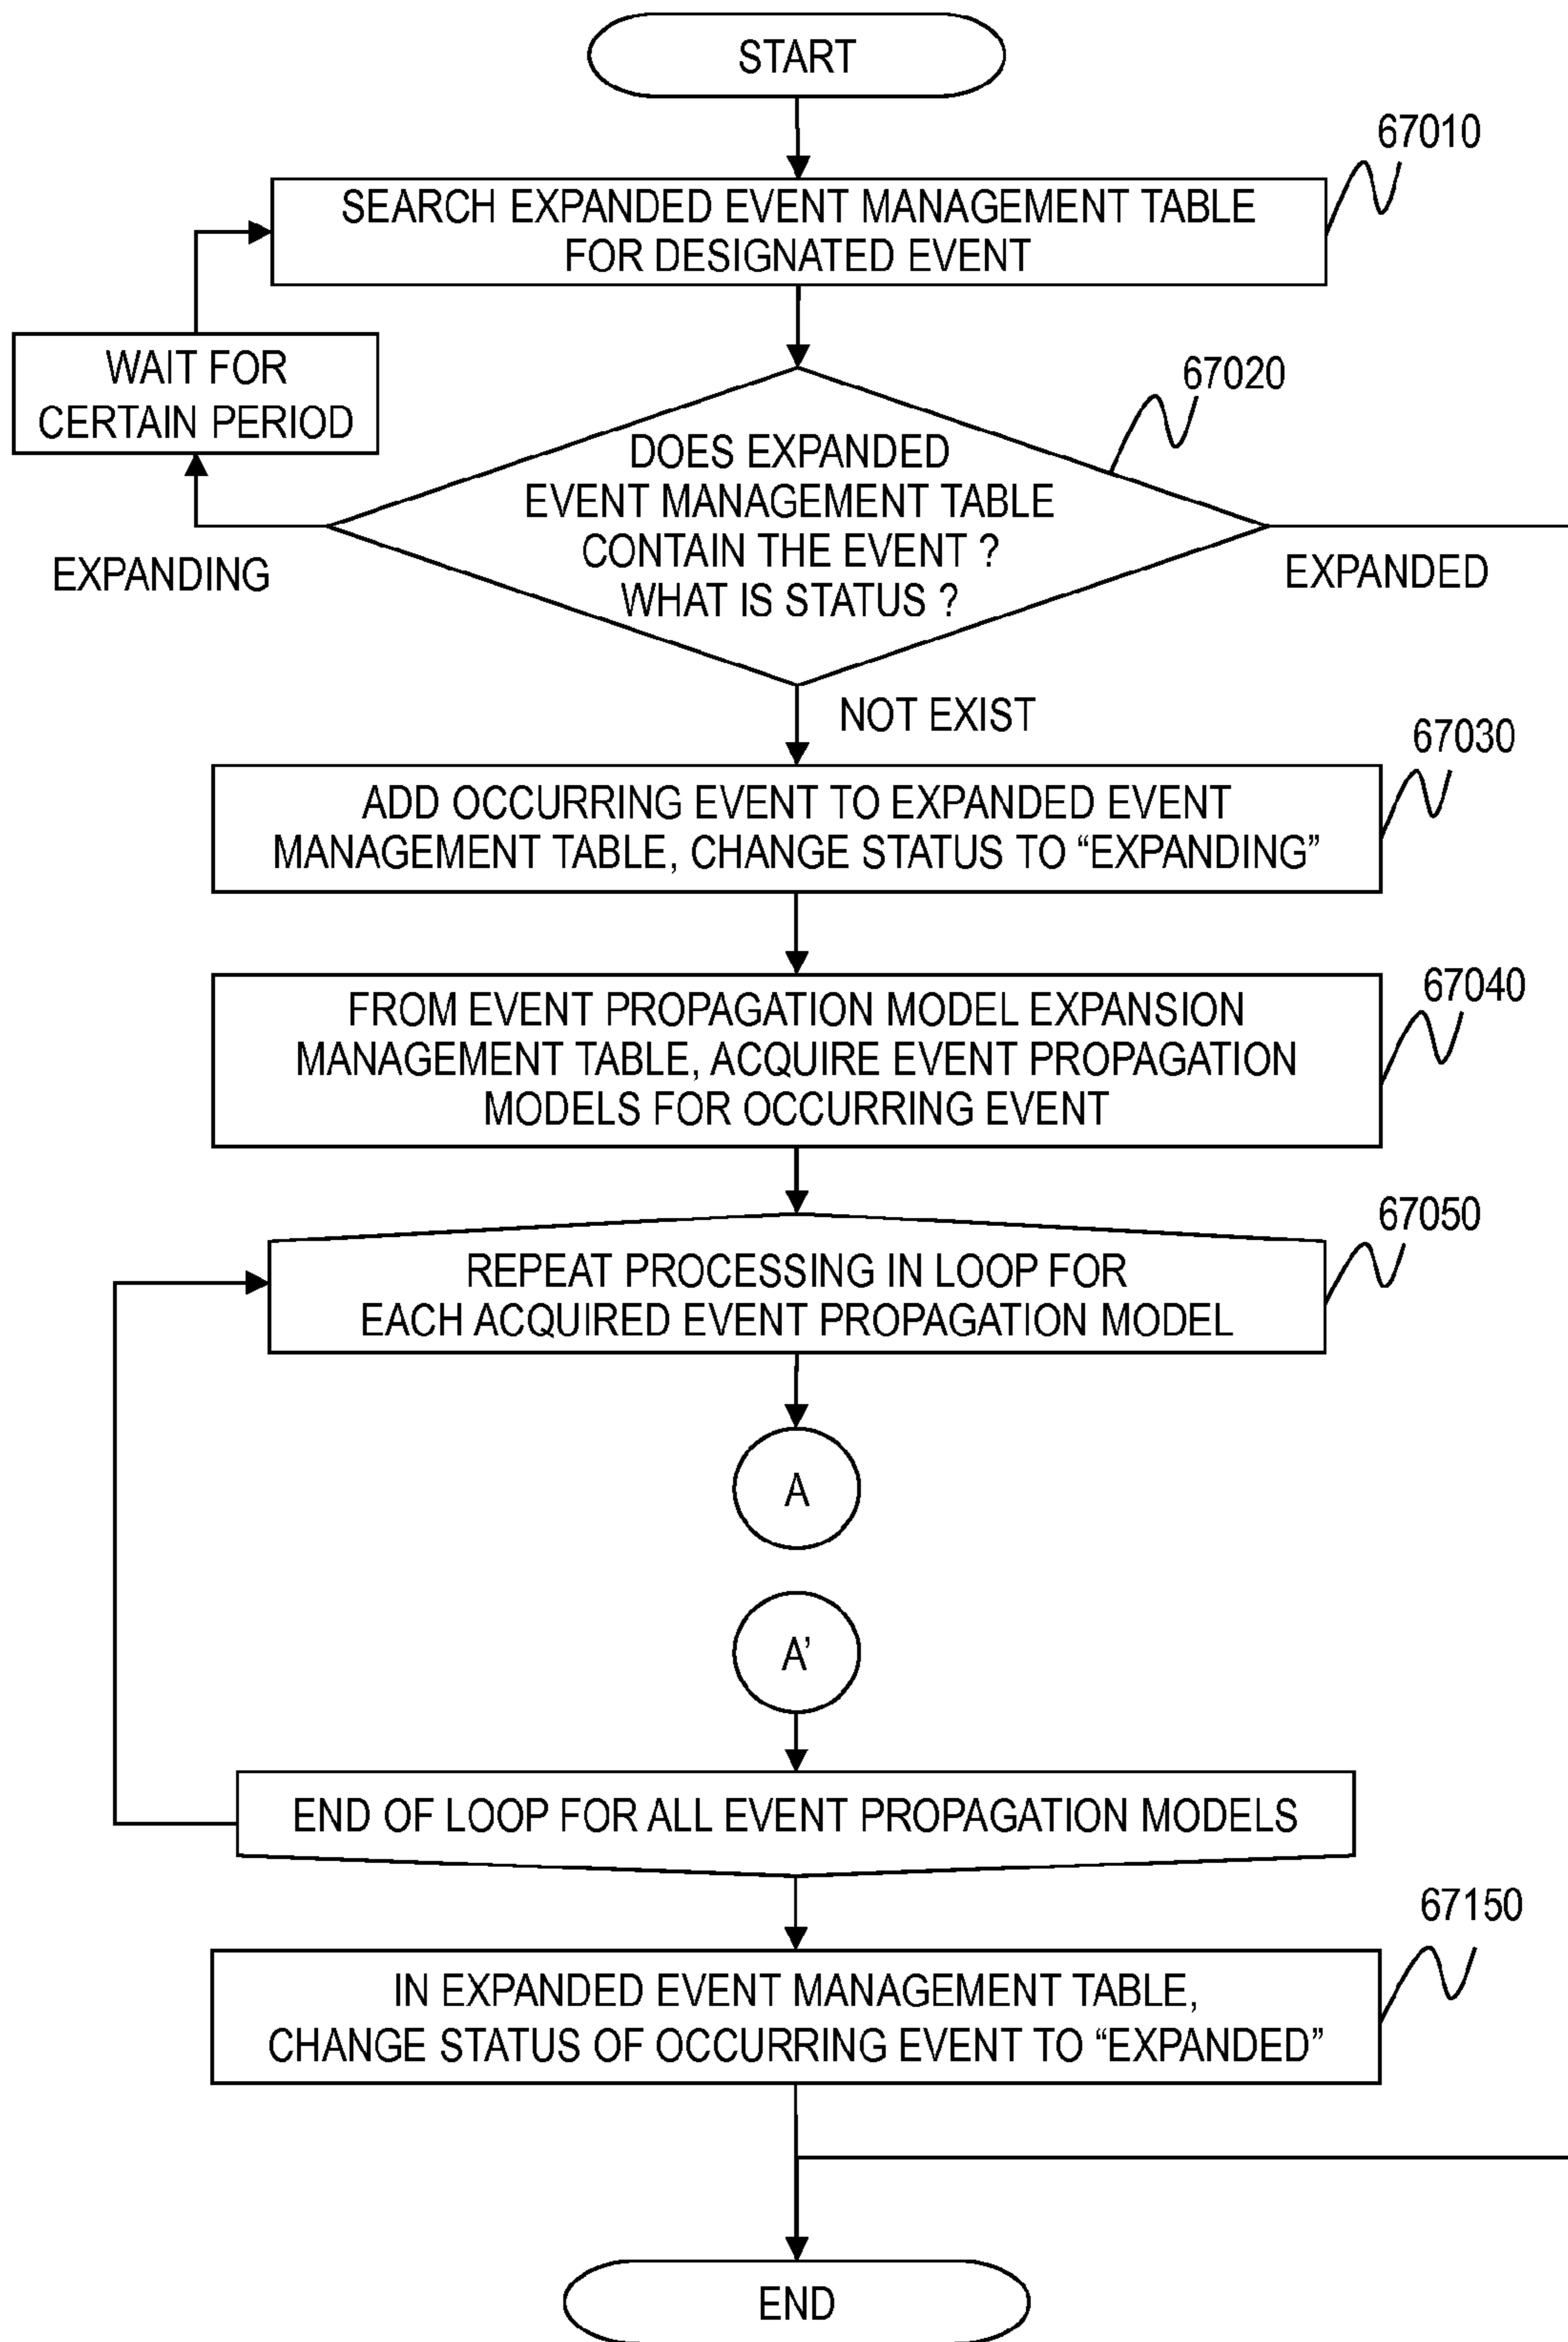 START
67010
SEARCH EXPANDED EVENT MANAGEMENT TABLE
FOR DESIGNATED EVENT
WAIT FOR
CERTAIN PERIOD
67020
DOES EXPANDED
EVENT MANAGEMENT TABLE
CONTAIN THE EVENT ?
WHAT IS STATUS ?
EXPANDING
EXPANDED
NOT EXIST
67030
ADD OCCURRING EVENT TO EXPANDED EVENT
MANAGEMENT TABLE, CHANGE STATUS TO “EXPANDING”
67040
FROM EVENT PROPAGATION MODEL EXPANSION
MANAGEMENT TABLE, ACQUIRE EVENT PROPAGATION
MODELS FOR OCCURRING EVENT
67050
REPEAT PROCESSING IN LOOP FOR
EACH ACQUIRED EVENT PROPAGATION MODEL
A
A’
END OF LOOP FOR ALL EVENT PROPAGATION MODELS
67150
IN EXPANDED EVENT MANAGEMENT TABLE,
CHANGE STATUS OF OCCURRING EVENT TO “EXPANDED”
END